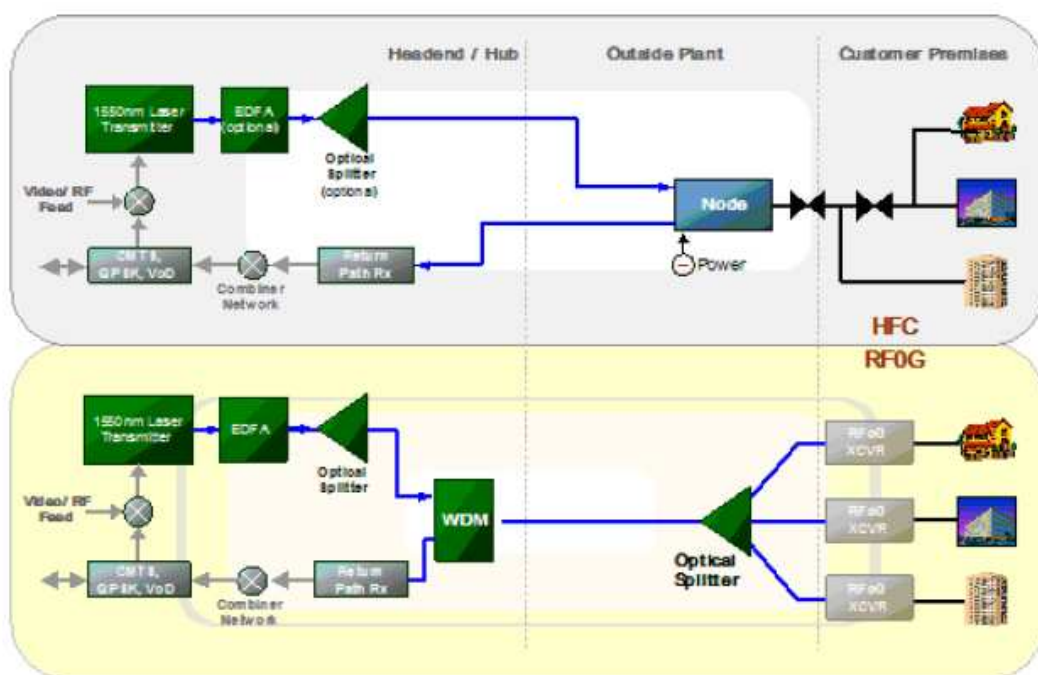 Headend / Hub
Outside Plant
Customer Premises
1550nm Laser
Transmitter
EDFA
(optional)
Optical
Splitter
(optional)
Video/ RF
Feed
Node
Power
CMTS,
QPSK, VoD
Combiner
Network
Return
Path Rx
HFC
RF0G
1550nm Laser
Transmitter
EDFA
Optical
Splitter
Video/ RF
Feed
WDM
Optical
Splitter
CMTS,
QPSK, VoD
Combiner
Network
Return
Path Rx
RFoG
XCVR
RFoG
XCVR
RFoG
XCVR